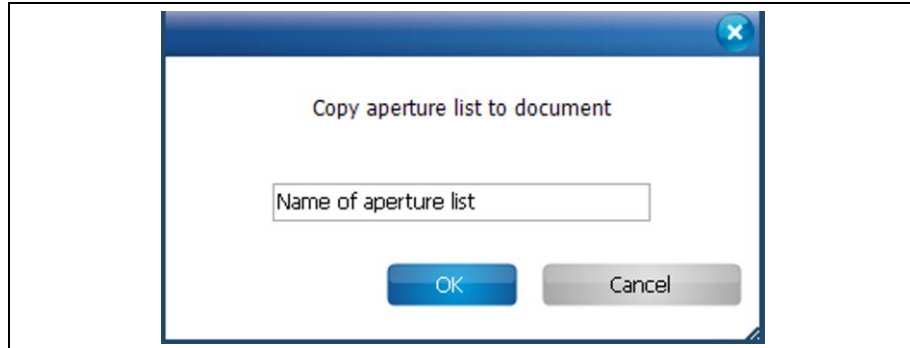 Copy aperture list to document
Name of aperture list
OK Cancel